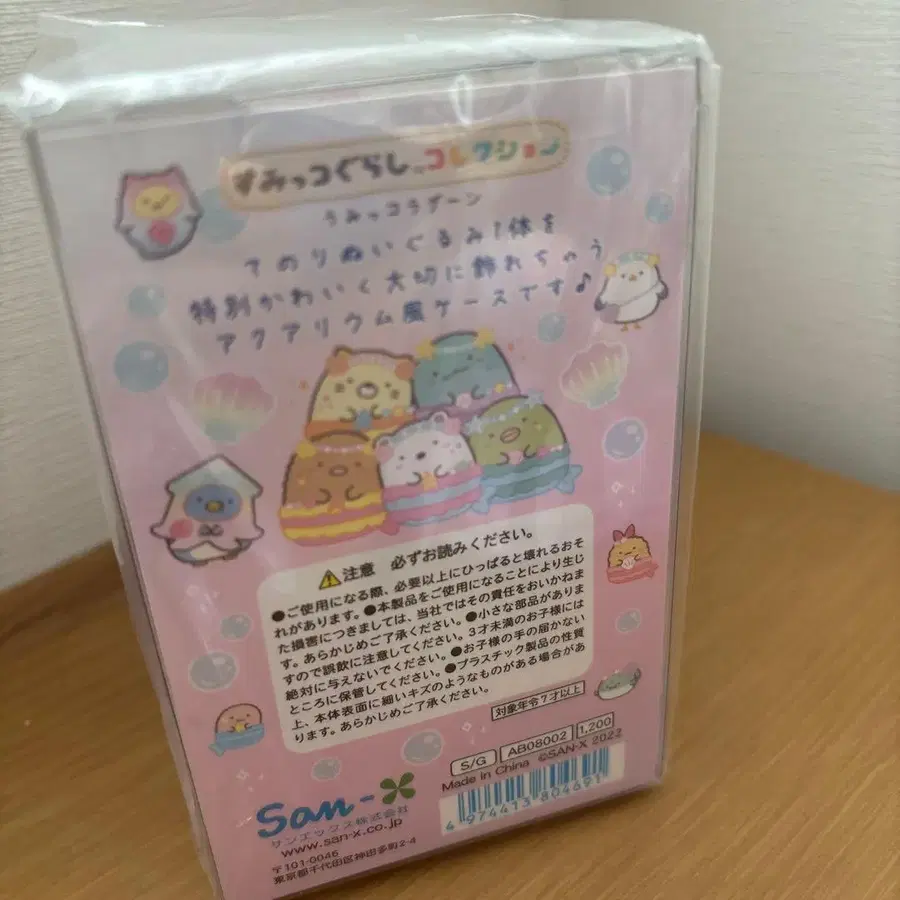 すみっコぐらし™コレクション
うみっコラグーン
てのりぬいぐるみ1体を
特別かわいく大切に飾れちゃう
アクアリウム風ケースです♪
⚠注意 必ずお読みください。
●ご使用になる際、必要以上にひっぱると壊れるおそ
れがあります。●本製品をご使用になることにより生じ
た損害につきましては、当社ではその責任をおいかねま
す。あらかじめご了承ください。●小さな部品がありま
すので誤飲に注意してください。3才未満のお子様には
絶対に与えないでください。●お子様の手の届かない
ところに保管してください。●プラスチック製品の性質
上、本体表面に細いキズのようなものがある場合があ
ります。あらかじめご了承ください。
対象年令7才以上
S/G AB08002 1,200
Made in China ©SAN-X 2022
4 974413 804691
San-X
サンエックス株式会社
www.san-x.co.jp
〒101-0046
東京都千代田区神田多町2-4